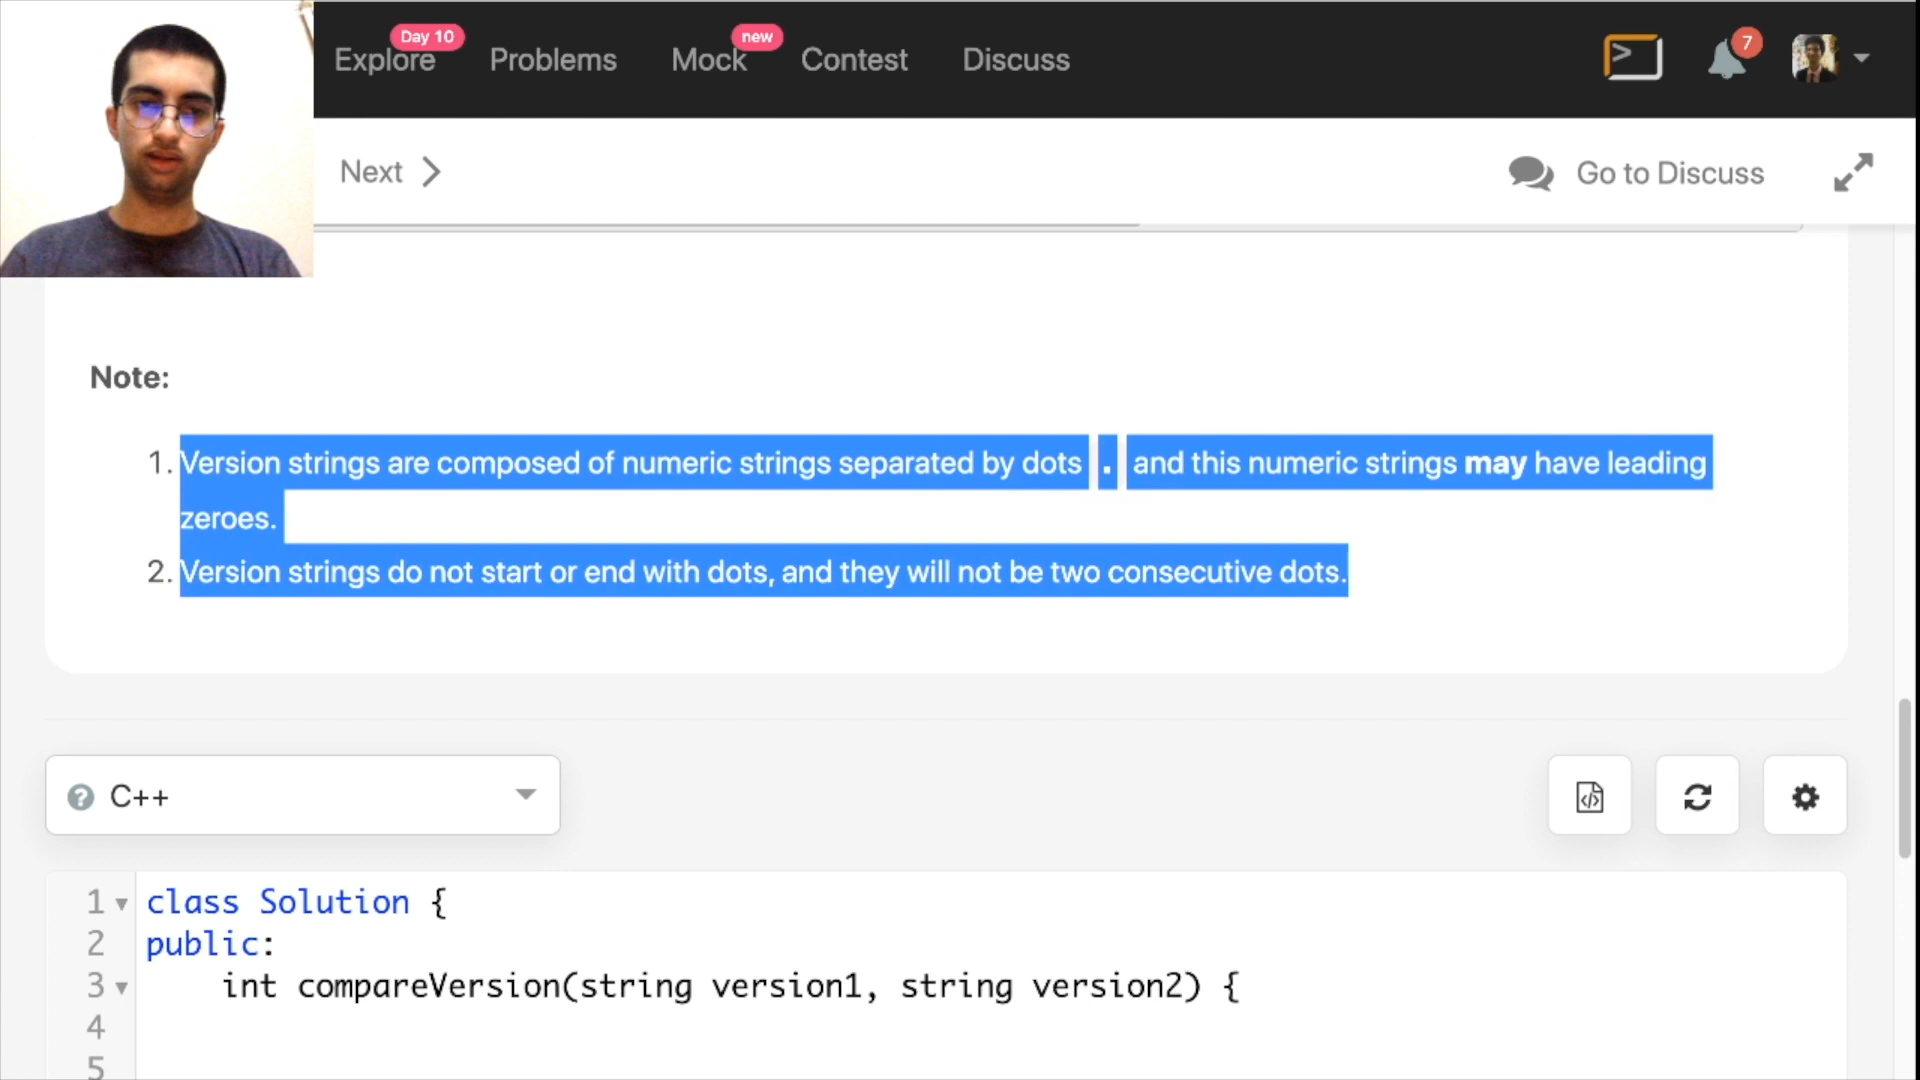 Explore Day 10 Problems Mock new Contest Discuss 7
Next Go to Discuss
Note:
1. Version strings are composed of numeric strings separated by dots . and this numeric strings may have leading
zeroes.
2. Version strings do not start or end with dots, and they will not be two consecutive dots.
C++
1 class Solution {
2 public:
3 int compareVersion(string version1, string version2) {
4
5